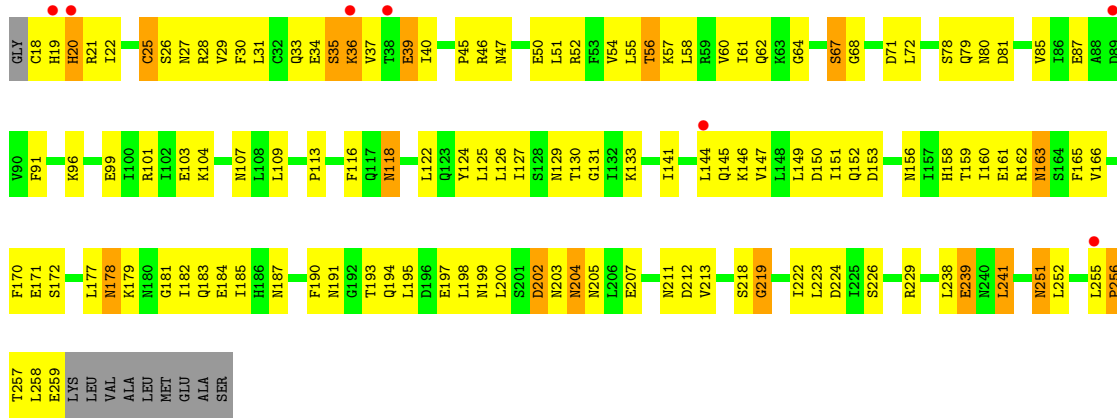 GLY C18 H19 H20 R21 I22 C25 S26 N27 R28 V29 F30 L31 C32 Q33 E34 S35 K36 V37 T38 E39 I40 P45 R46 N47 E50 L51 R52 F53 V54 L55 T56 K57 L58 R59 V60 I61 Q62 K63 G64 S67 G68 D71 L72 S78 Q79 N80 D81 V85 I86 E87 A88 D89
V90 F91 K96 E99 I100 R101 I102 E103 K104 N107 L108 L109 P113 F116 Q117 N118 L122 Q123 Y124 L125 L126 I127 S128 N129 T130 G131 I132 K133 I141 L144 Q145 K146 V147 L148 L149 D150 I151 Q152 D153 N156 I157 H158 T159 I160 E161 R162 N163 S164 F165 V166
F170 E171 S172 L177 N178 K179 N180 G181 I182 Q183 E184 I185 H186 N187 F190 N191 G192 T193 Q194 L195 D196 E197 L198 N199 L200 S201 D202 N203 N204 N205 L206 E207 N211 D212 V213 S218 G219 I222 L223 D224 I225 S226 R229 L238 E239 N240 L241 N251 L252 L255 P256
T257 L258 E259 LYS LEU VAL ALA LEU MET GLU ALA SER